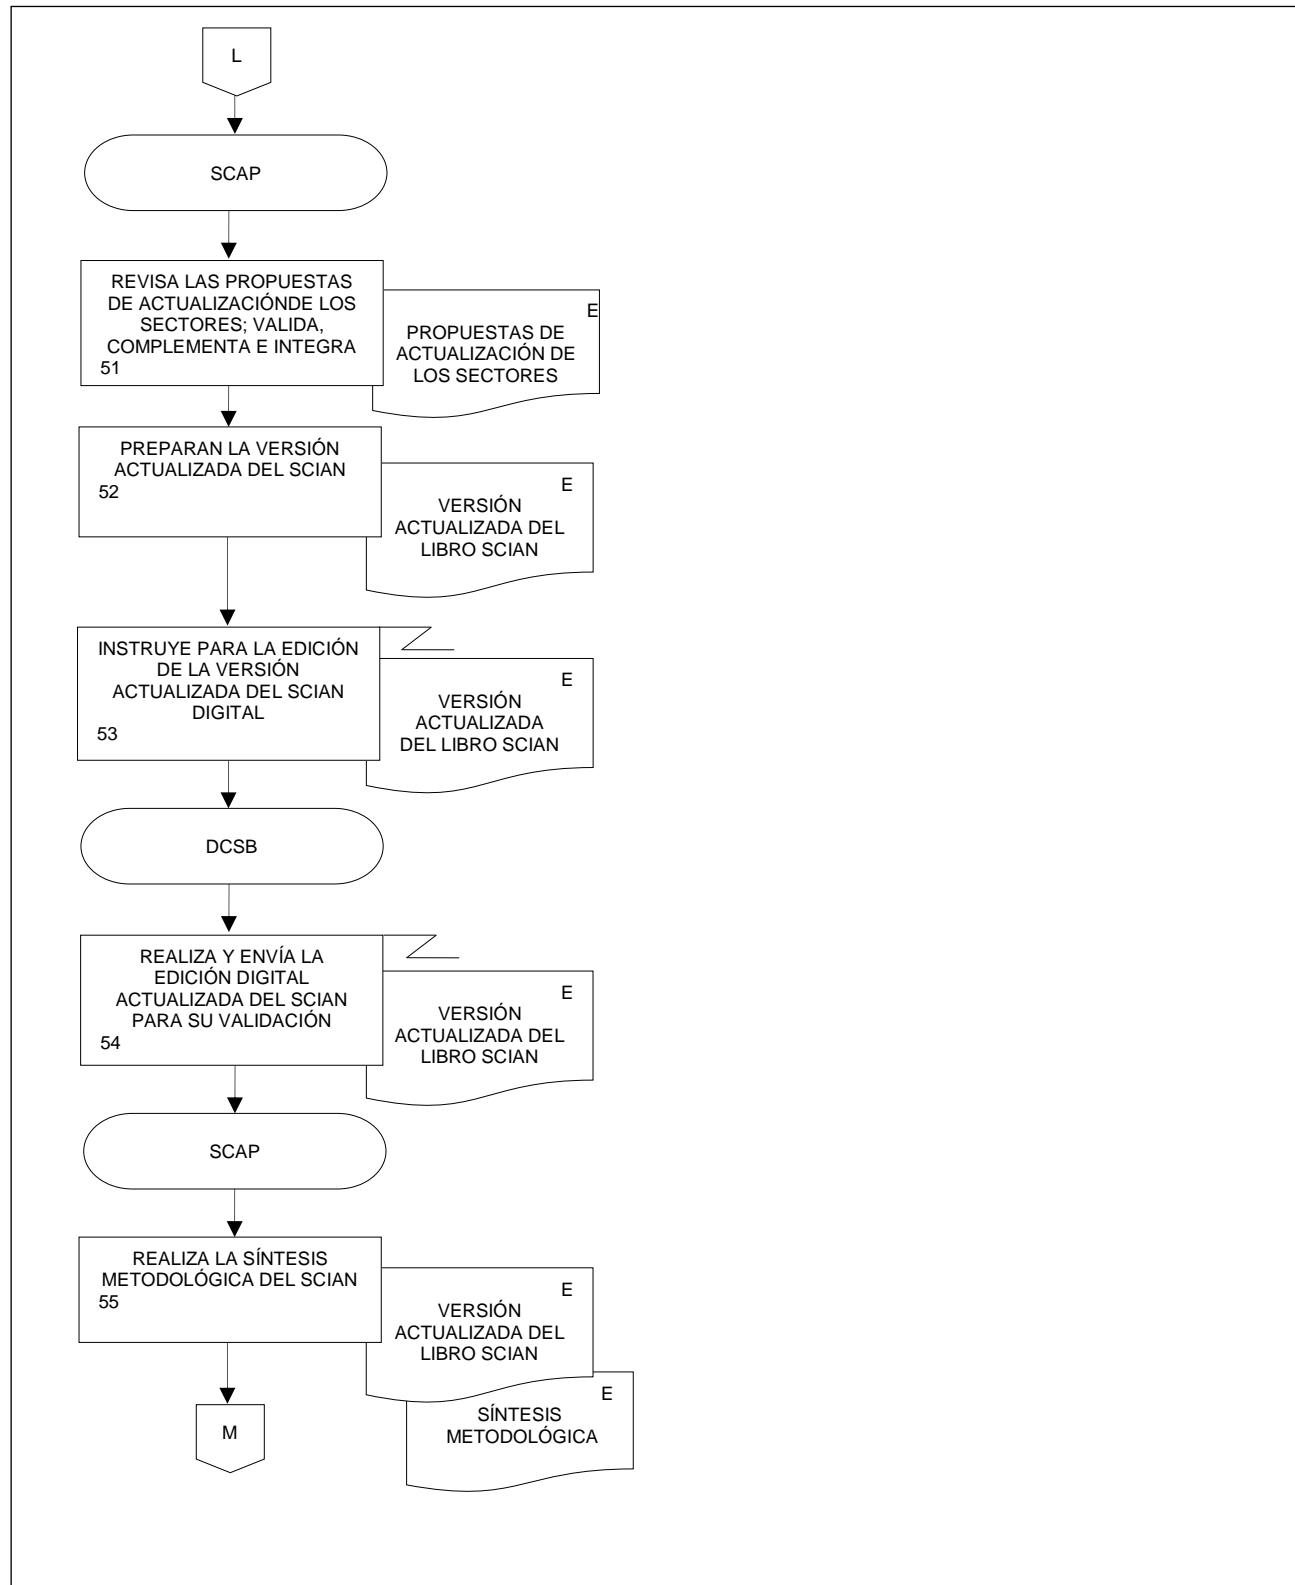 L
SCAP
REVISA LAS PROPUESTAS
DE ACTUALIZACIÓNDE LOS
SECTORES; VALIDA,
COMPLEMENTA E INTEGRA
51
E
PROPUESTAS DE
ACTUALIZACIÓN DE
LOS SECTORES
PREPARAN LA VERSIÓN
ACTUALIZADA DEL SCIAN
52
E
VERSIÓN
ACTUALIZADA DEL
LIBRO SCIAN
INSTRUYE PARA LA EDICIÓN
DE LA VERSIÓN
ACTUALIZADA DEL SCIAN
DIGITAL
53
E
VERSIÓN
ACTUALIZADA
DEL LIBRO SCIAN
DCSB
REALIZA Y ENVÍA LA
EDICIÓN DIGITAL
ACTUALIZADA DEL SCIAN
PARA SU VALIDACIÓN
54
E
VERSIÓN
ACTUALIZADA DEL
LIBRO SCIAN
SCAP
REALIZA LA SÍNTESIS
METODOLÓGICA DEL SCIAN
55
E
VERSIÓN
ACTUALIZADA DEL
LIBRO SCIAN
E
SÍNTESIS
METODOLÓGICA
M